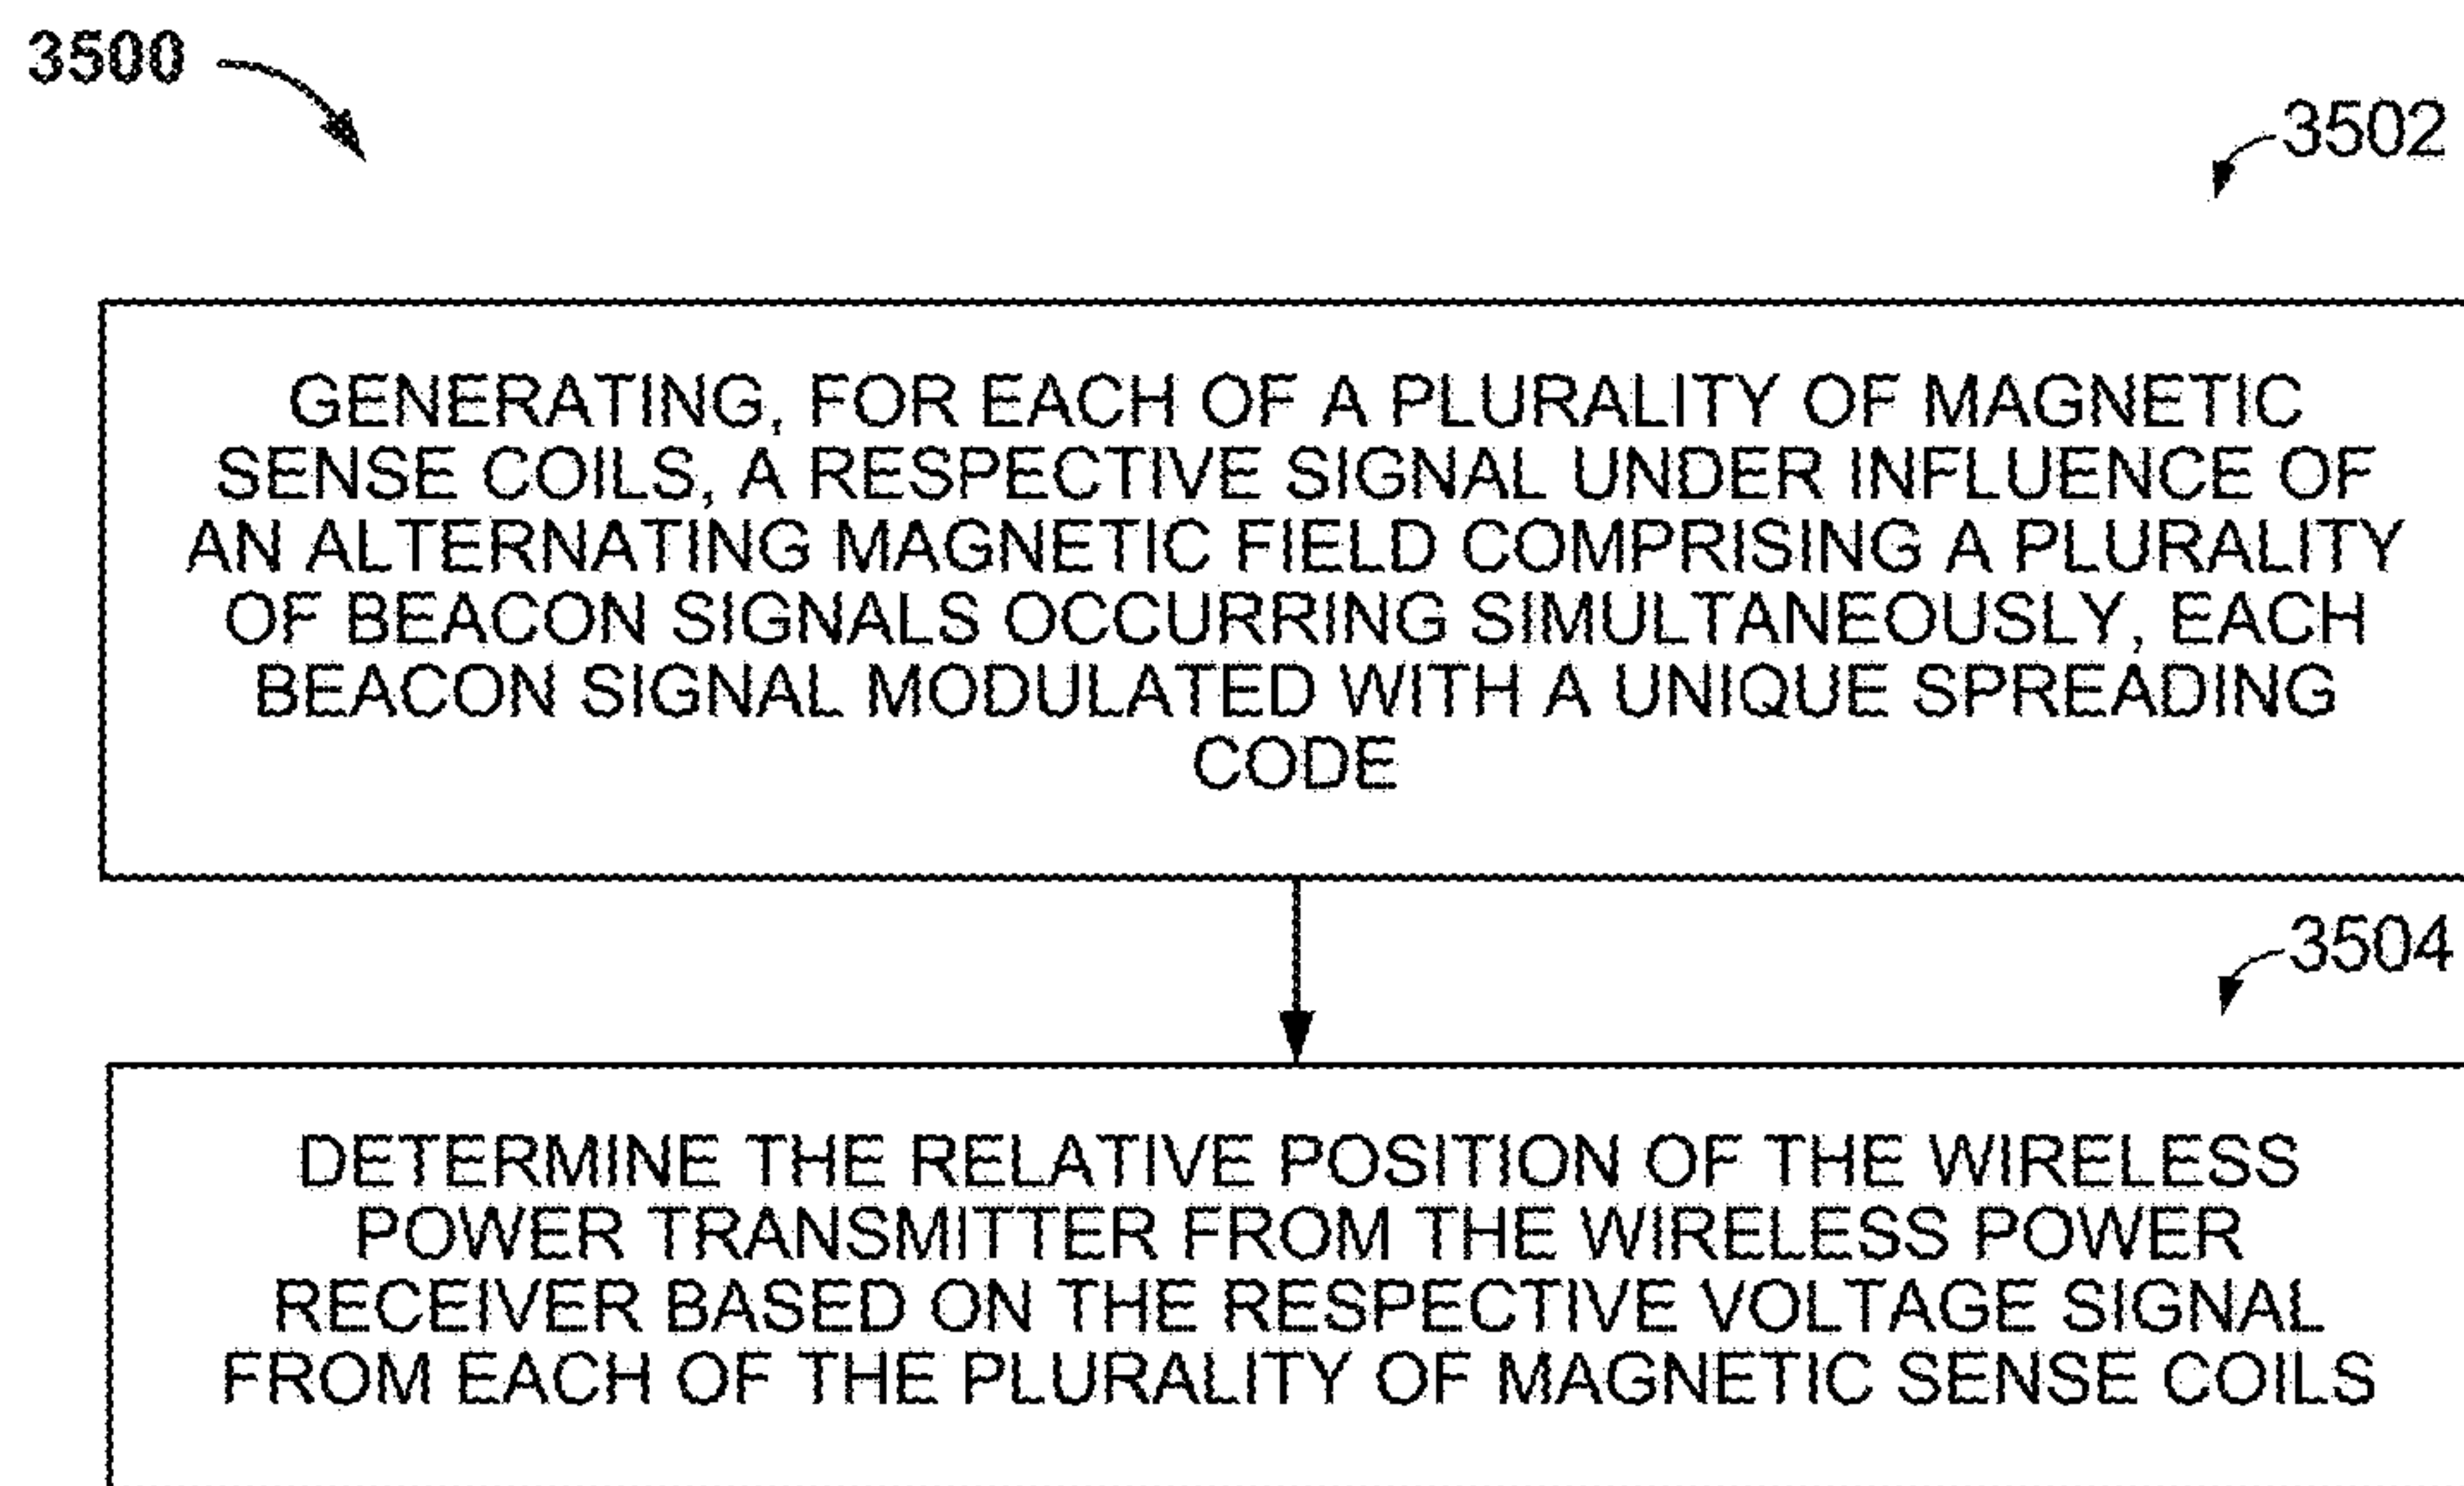 3500
3502
GENERATING, FOR EACH OF A PLURALITY OF MAGNETIC
SENSE COILS, A RESPECTIVE SIGNAL UNDER INFLUENCE OF
AN ALTERNATING MAGNETIC FIELD COMPRISING A PLURALITY
OF BEACON SIGNALS OCCURRING SIMULTANEOUSLY, EACH
BEACON SIGNAL MODULATED WITH A UNIQUE SPREADING
CODE
3504
DETERMINE THE RELATIVE POSITION OF THE WIRELESS
POWER TRANSMITTER FROM THE WIRELESS POWER
RECEIVER BASED ON THE RESPECTIVE VOLTAGE SIGNAL
FROM EACH OF THE PLURALITY OF MAGNETIC SENSE COILS